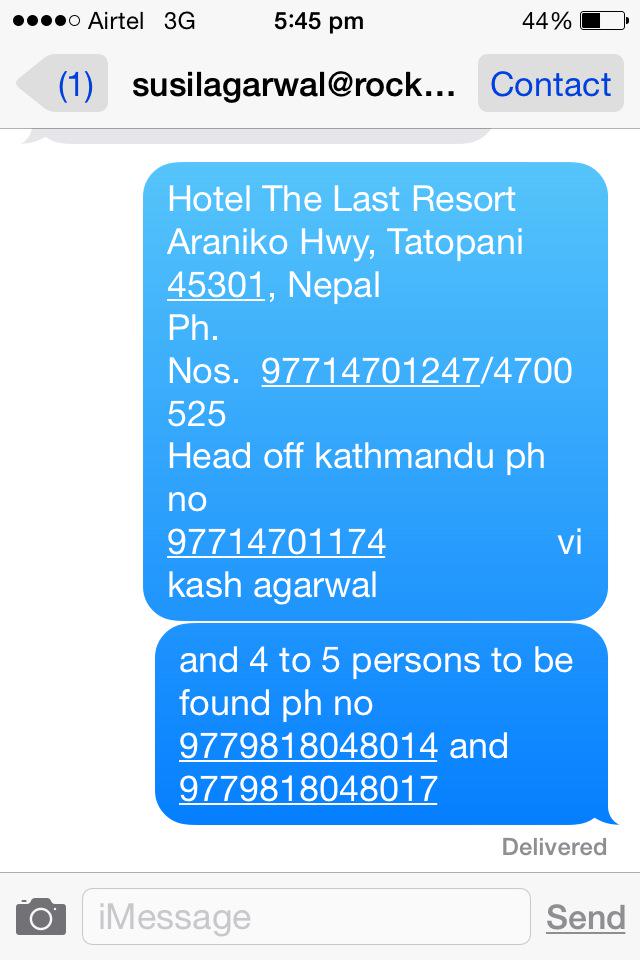 Airtel 3G 5:45 pm 44%
(1) susilagarwal@rock... Contact
Hotel The Last Resort
Araniko Hwy, Tatopani
45301, Nepal
Ph.
Nos. 97714701247/4700
525
Head off kathmandu ph
no
97714701174 vi
kash agarwal
and 4 to 5 persons to be
found ph no
9779818048014 and
9779818048017
Delivered
iMessage Send